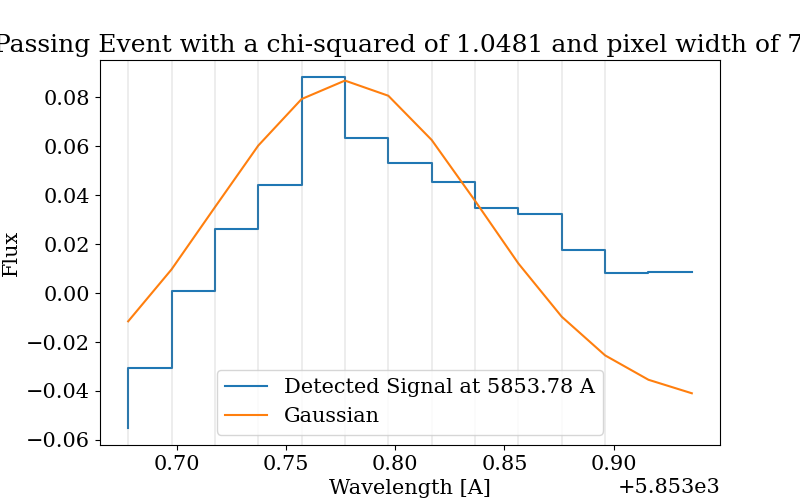 Passing Event with a chi-squared of 1.0481 and pixel width of 7
Flux
0.08
0.06
0.04
0.02
0.00
−0.02
−0.04
−0.06
Detected Signal at 5853.78 A
Gaussian
0.70 0.75 0.80 0.85 0.90
+5.853e3
Wavelength [A]